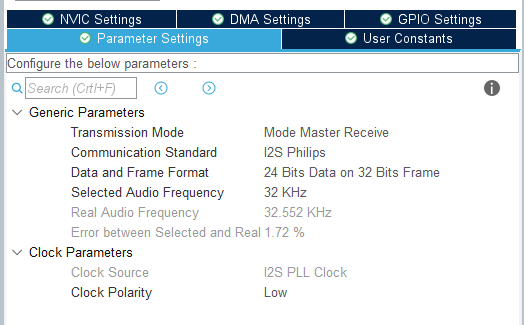 NVIC Settings DMA Settings GPIO Settings
Parameter Settings User Constants
Configure the below parameters :
Search (Crtl+F)
Generic Parameters
Transmission Mode Mode Master Receive
Communication Standard I2S Philips
Data and Frame Format 24 Bits Data on 32 Bits Frame
Selected Audio Frequency 32 KHz
Real Audio Frequency 32.552 KHz
Error between Selected and Real 1.72 %
Clock Parameters
Clock Source I2S PLL Clock
Clock Polarity Low